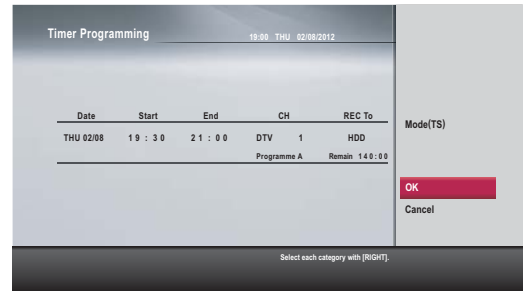 Timer Programming
19:00 THU 02/08/2012
Date Start End CH REC To
THU 02/08 19 : 30 21 : 00 DTV 1 HDD
Programme A Remain 140:00
Mode(TS)
OK
Cancel
Select each category with [RIGHT].